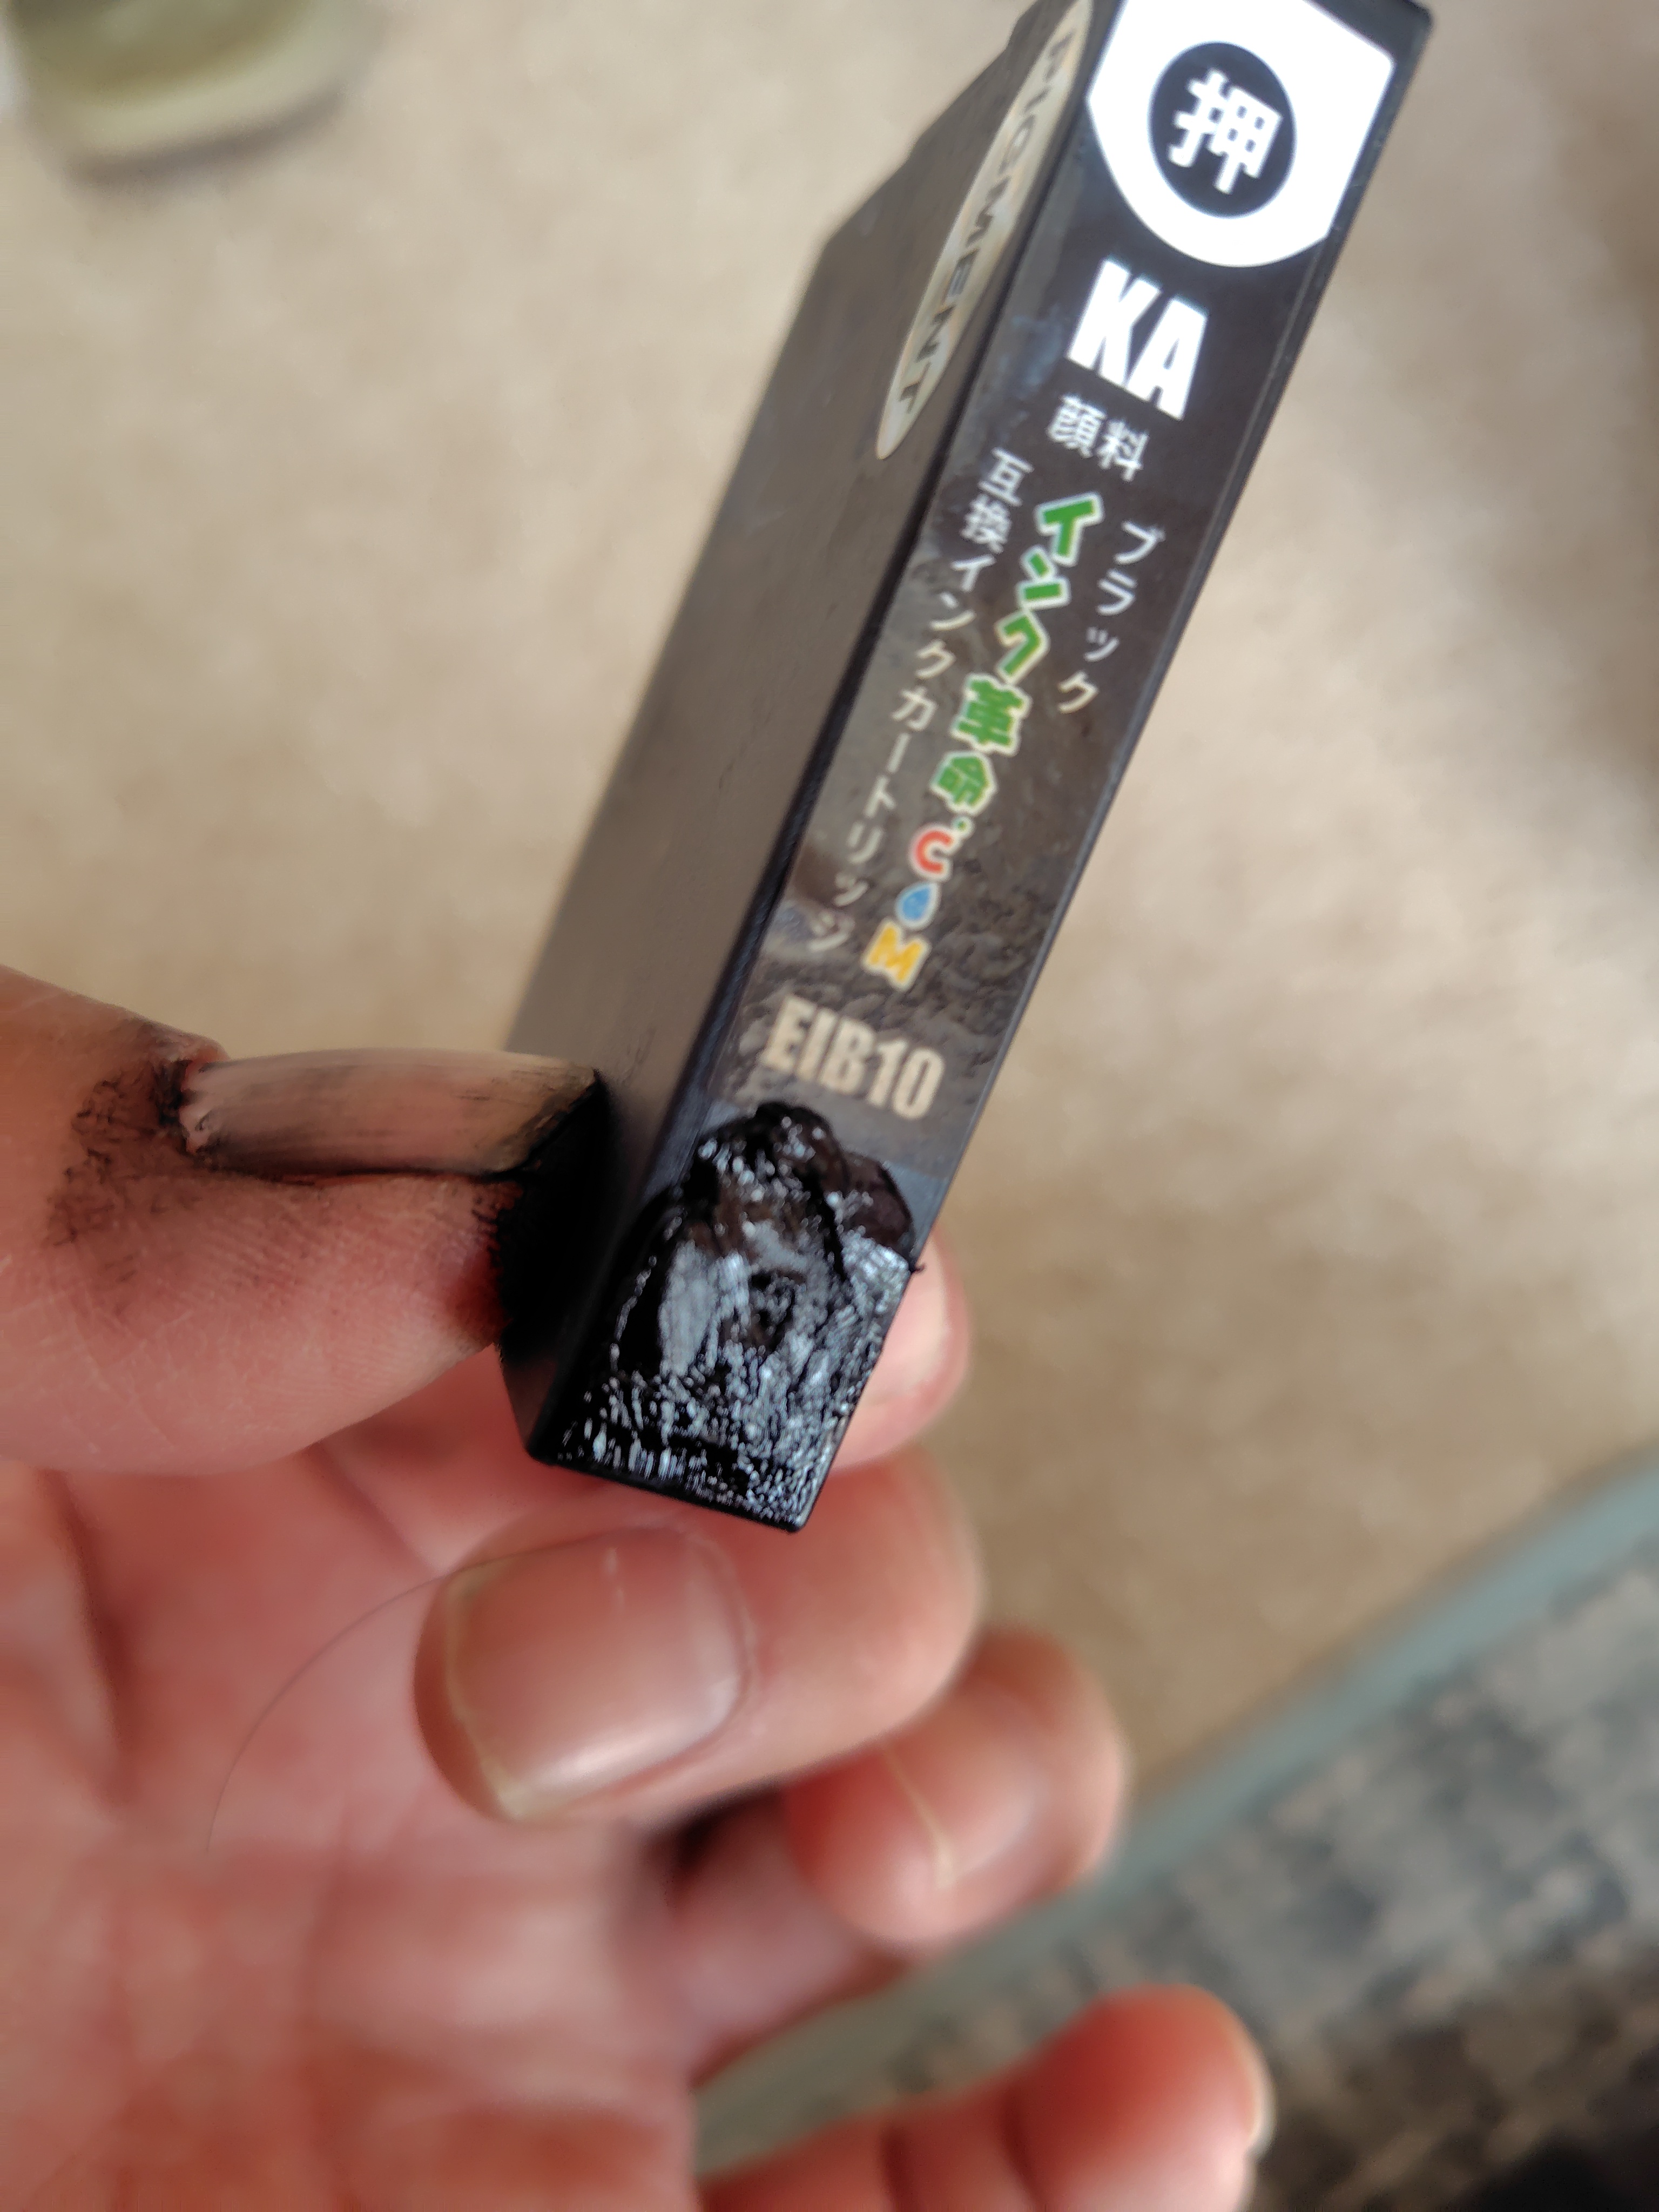 押
KA
顔料
ブラック
インク革命.COM
互換インクカートリッジ
EIB10
PIGMENT